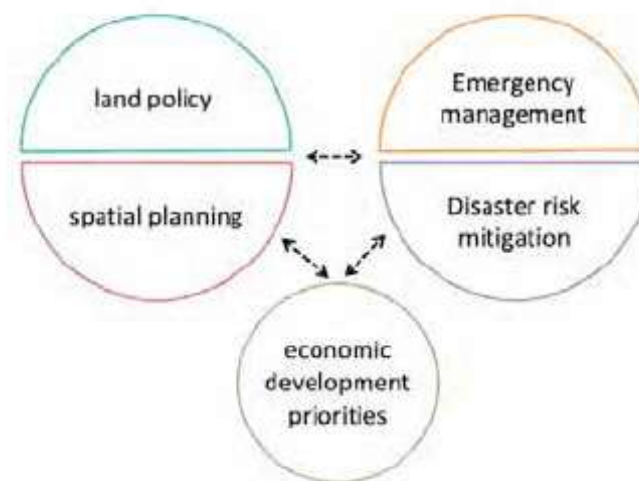 land policy
spatial planning
Emergency
management
Disaster risk
mitigation
economic
development
priorities